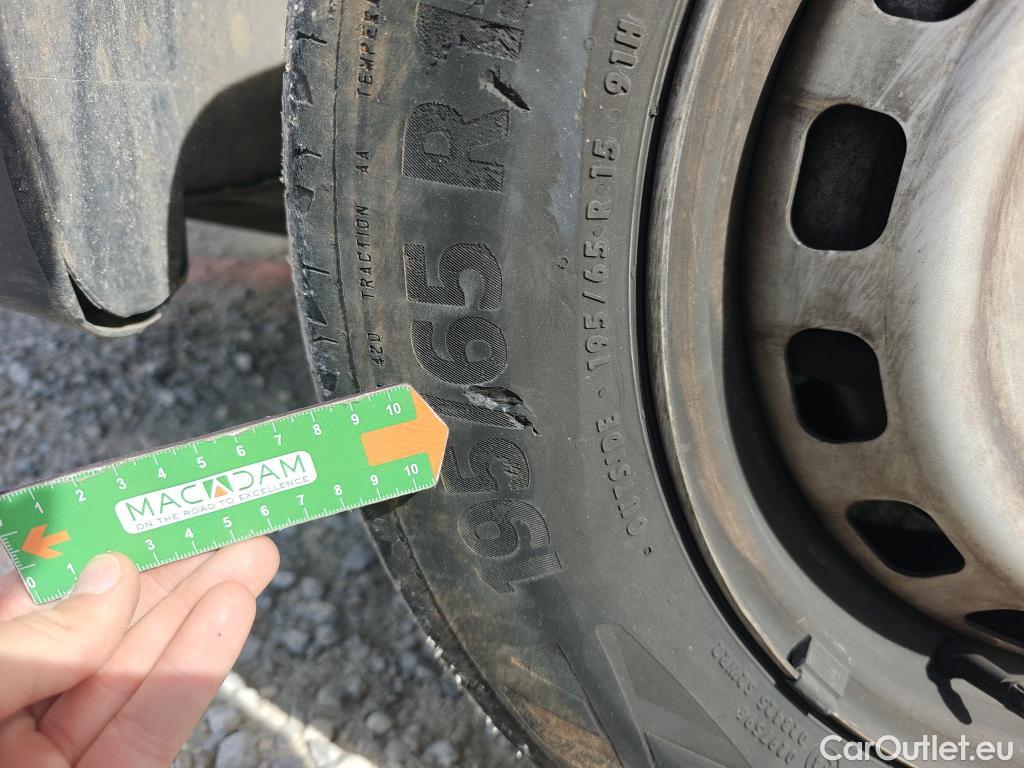 420 TRACTION AA TEMPERA
195/65 R1
OUTSIDE · 195/65·R·15 · 91H
0 1 2 3 4 5 6 7 8 9 10
MACADAM
ON THE ROAD TO EXCELLENCE
0 1 3 4 5 6 7 8 9 10
CarOutlet.eu